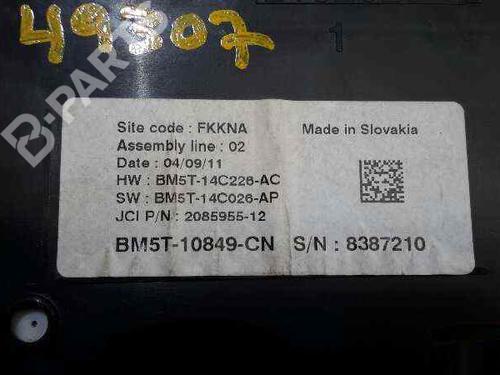 49307
B-PARTS
1
Site code : FKKNA
Made in Slovakia
Assembly line : 02
Date : 04/09/11
HW : BM5T-14C226-AC
SW : BM5T-14C026-AP
JCI P/N : 2085955-12
BM5T-10849-CN S/N : 8387210